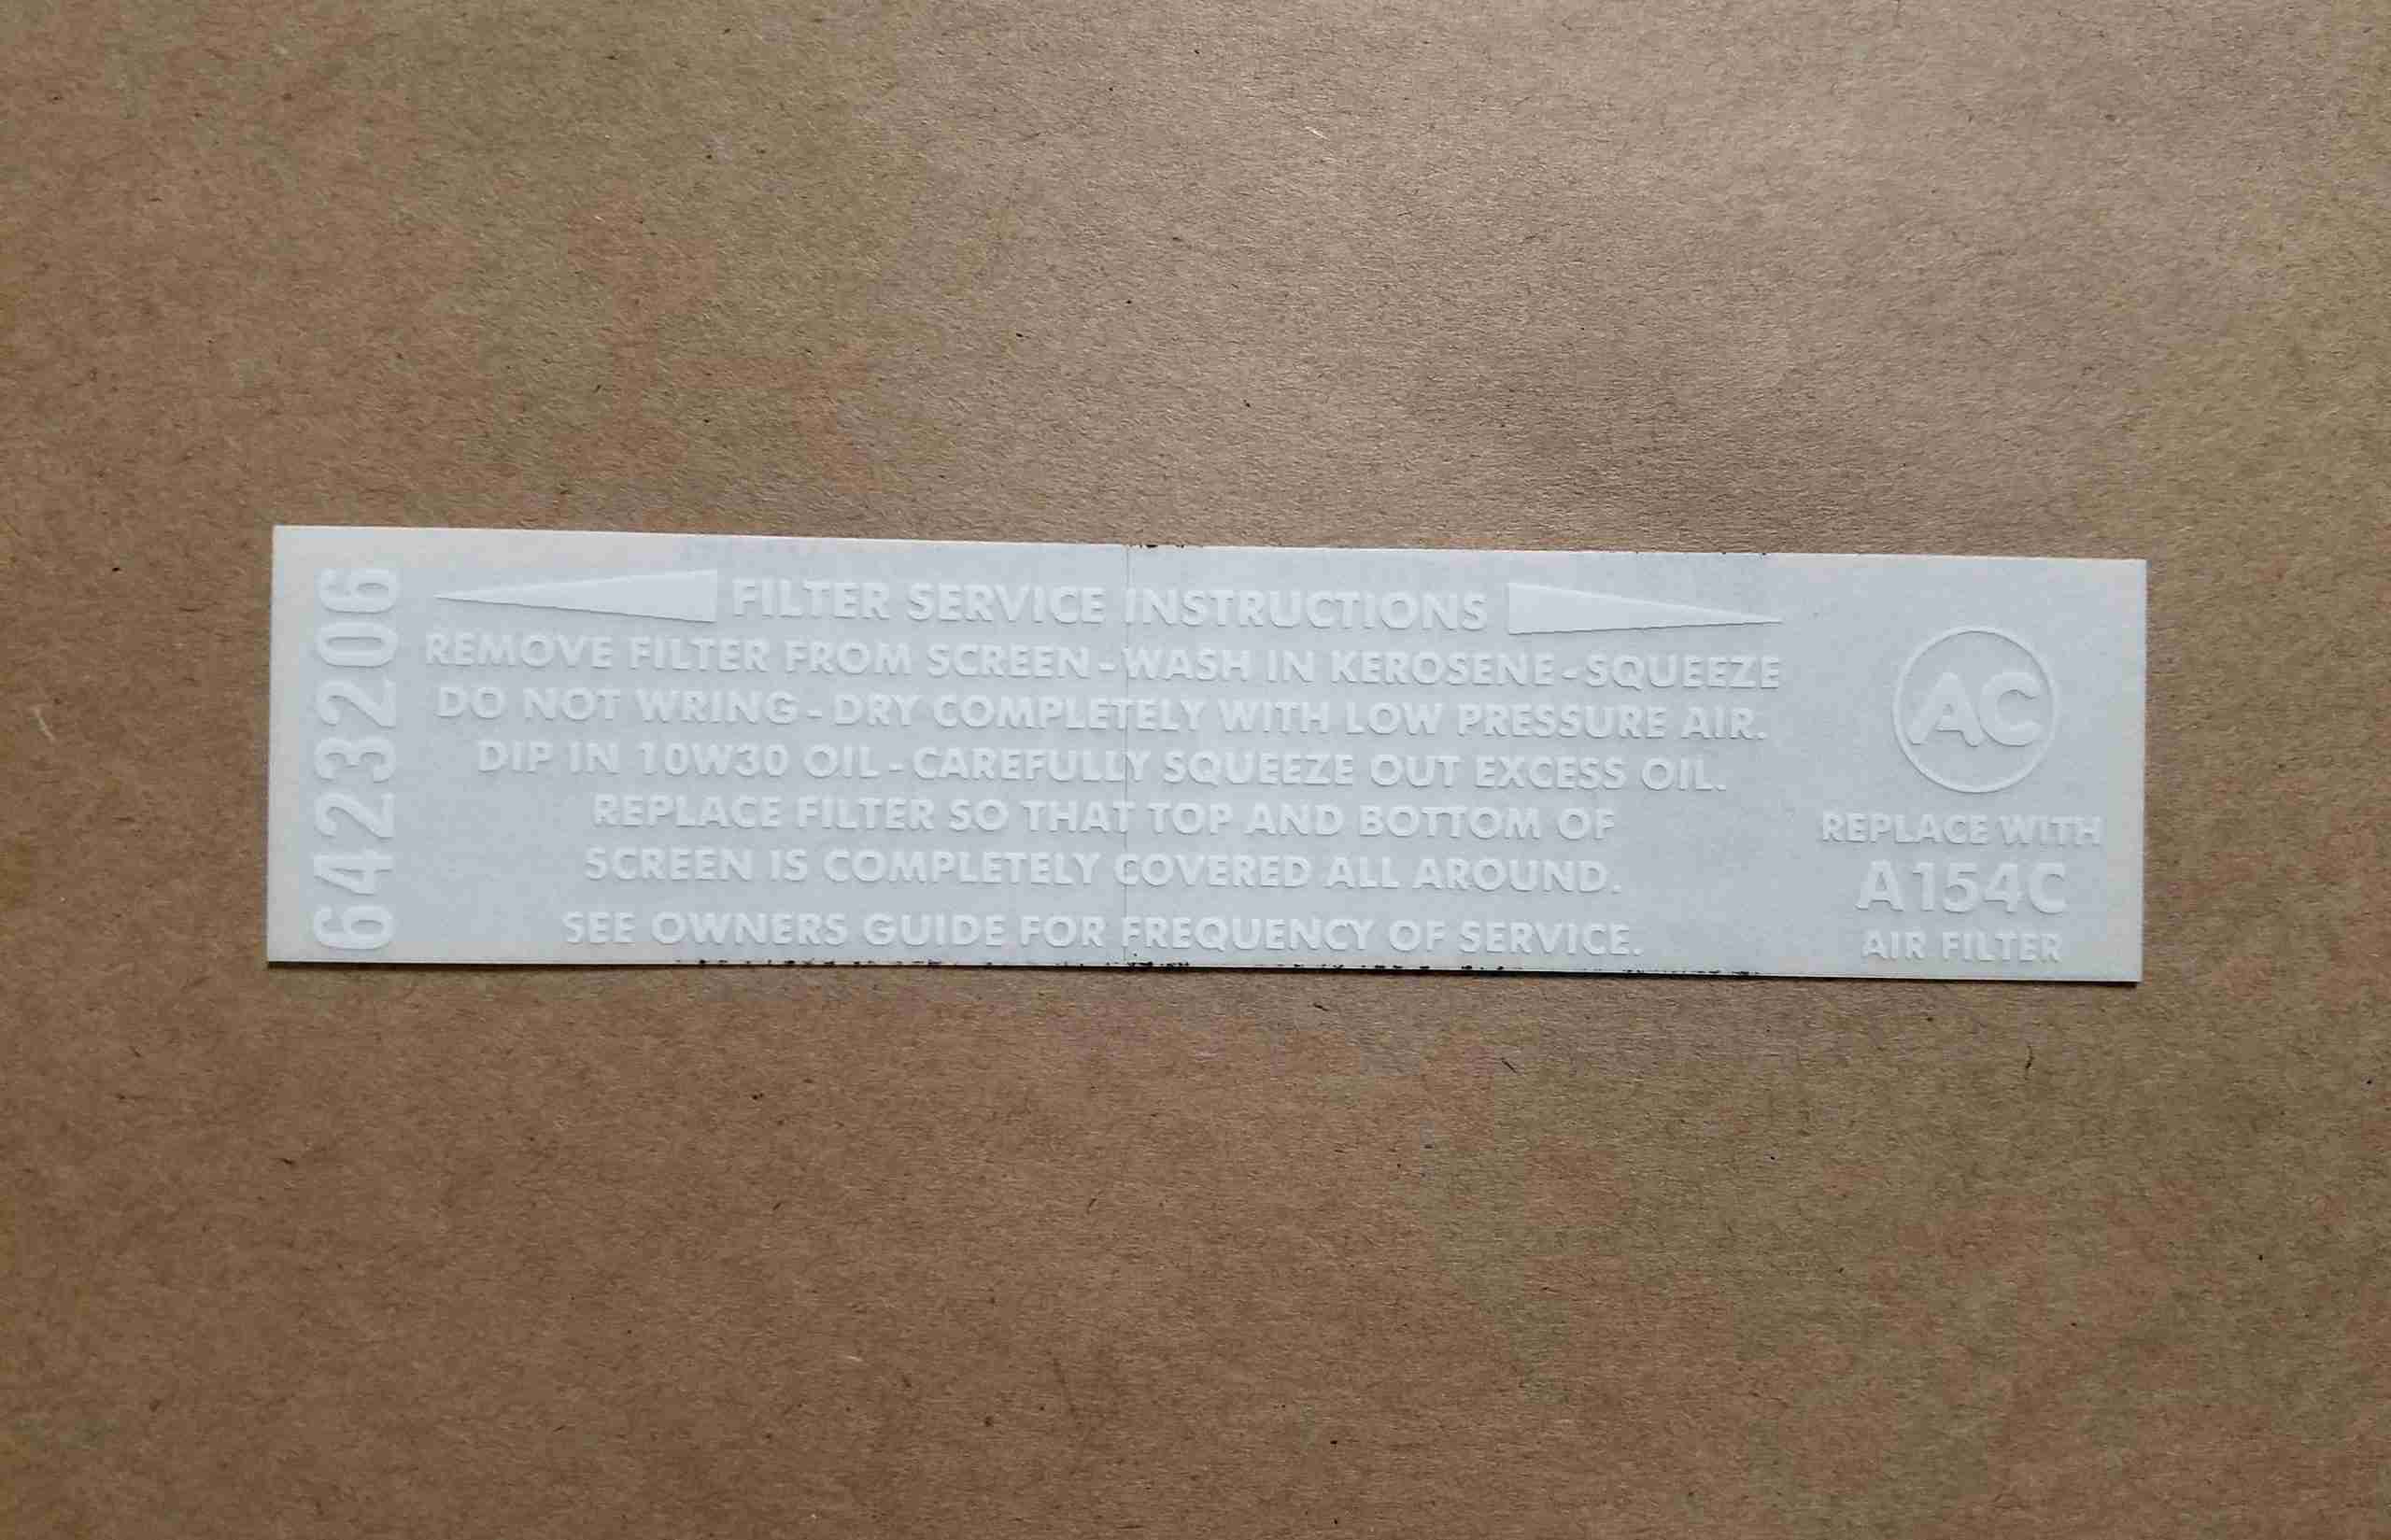 6423206
FILTER SERVICE INSTRUCTIONS
REMOVE FILTER FROM SCREEN-WASH IN KEROSENE-SQUEEZE
DO NOT WRING-DRY COMPLETELY WITH LOW PRESSURE AIR.
DIP IN 10W30 OIL-CAREFULLY SQUEEZE OUT EXCESS OIL.
REPLACE FILTER SO THAT TOP AND BOTTOM OF
SCREEN IS COMPLETELY COVERED ALL AROUND.
SEE OWNERS GUIDE FOR FREQUENCY OF SERVICE.
AC
REPLACE WITH
A154C
AIR FILTER